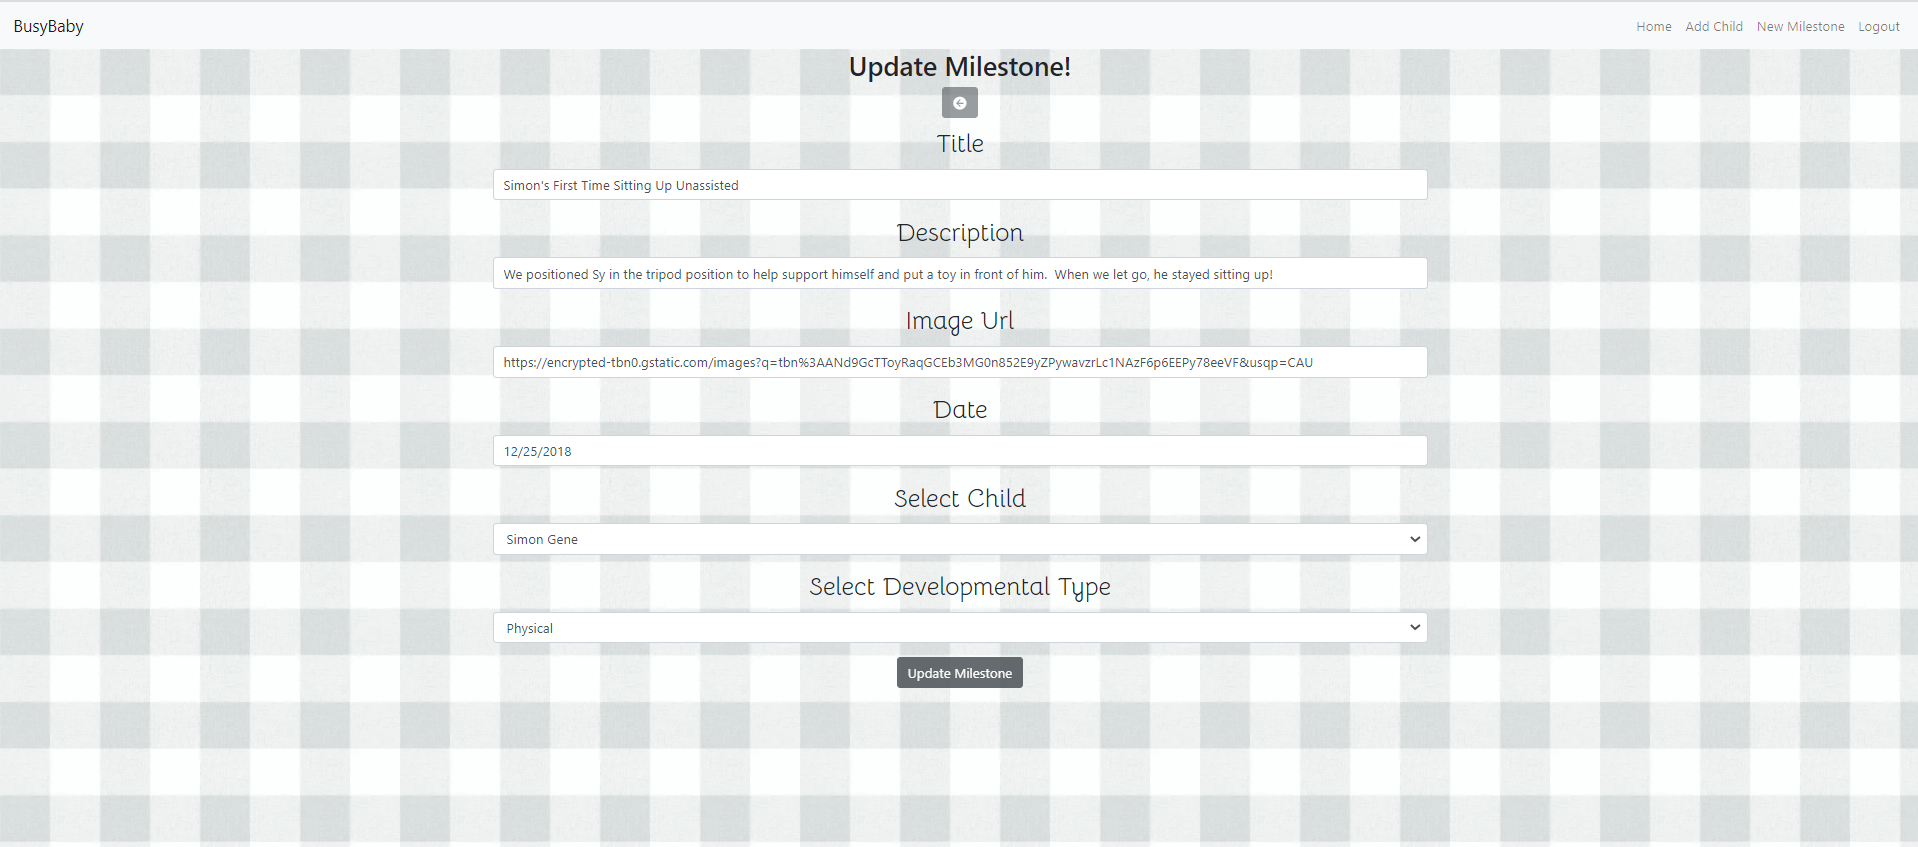 BusyBaby Home Add Child New Milestone Logout
Update Milestone!
Title
Simon's First Time Sitting Up Unassisted
Description
We positioned Sy in the tripod position to help support himself and put a toy in front of him.  When we let go, he stayed sitting up!
Image Url
https://encrypted-tbn0.gstatic.com/images?q=tbn%3AANd9GcTToyRaqGCEb3MG0n852E9yZPywavzrLc1NAzF6p6EEPy78eeVF&usqp=CAU
Date
12/25/2018
Select Child
Simon Gene
Select Developmental Type
Physical
Update Milestone